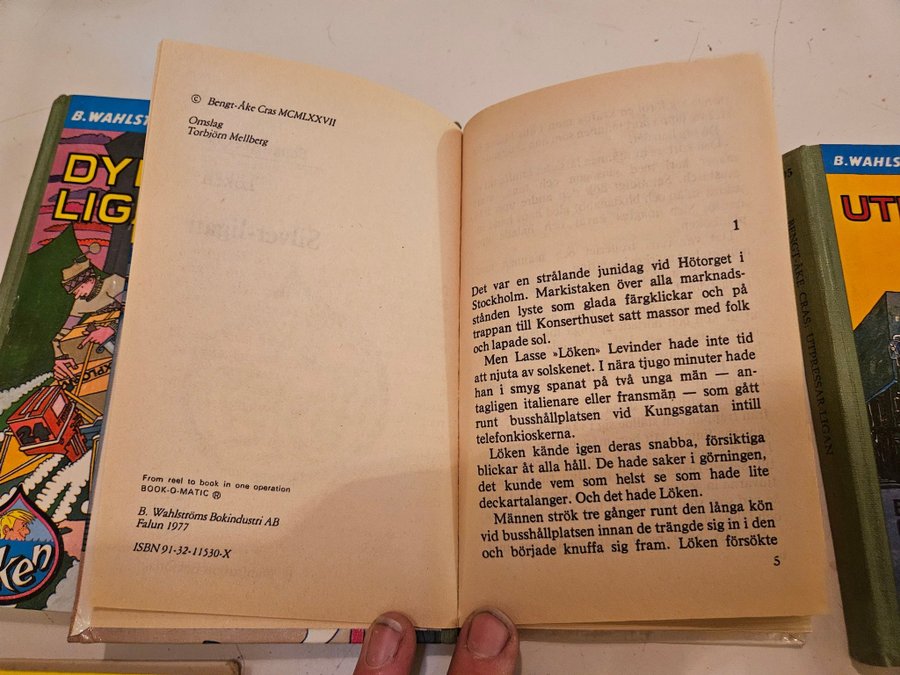 © Bengt-Åke Cras MCMLXXVII
Omslag
Torbjörn Mellberg
From reel to book in one operation
BOOK-O-MATIC ®
B. Wahlströms Bokindustri AB
Falun 1977
ISBN 91-32-11530-X
1
Det var en strålande junidag vid Hötorget i
Stockholm. Markistaken över alla marknads-
stånden lyste som glada färgklickar och på
trappan till Konserthuset satt massor med folk
och lapade sol.
Men Lasse »Löken» Levinder hade inte tid
att njuta av solskenet. I nära tjugo minuter hade
han i smyg spanat på två unga män — an-
tagligen italienare eller fransmän — som gått
runt busshållplatsen vid Kungsgatan intill
telefonkioskerna.
Löken kände igen deras snabba, försiktiga
blickar åt alla håll. De hade saker i görningen,
det kunde vem som helst se som hade lite
deckartalanger. Och det hade Löken.
Männen strök tre gånger runt den långa kön
vid busshållplatsen innan de trängde sig in i den
och började knuffa sig fram. Löken försökte
5
B. WAHLST
DY
LIGA
EXPLO
ken
B. WAHLS
UT
BENGT-ÅKE CRAS: UTPRESSAR-LIGAN